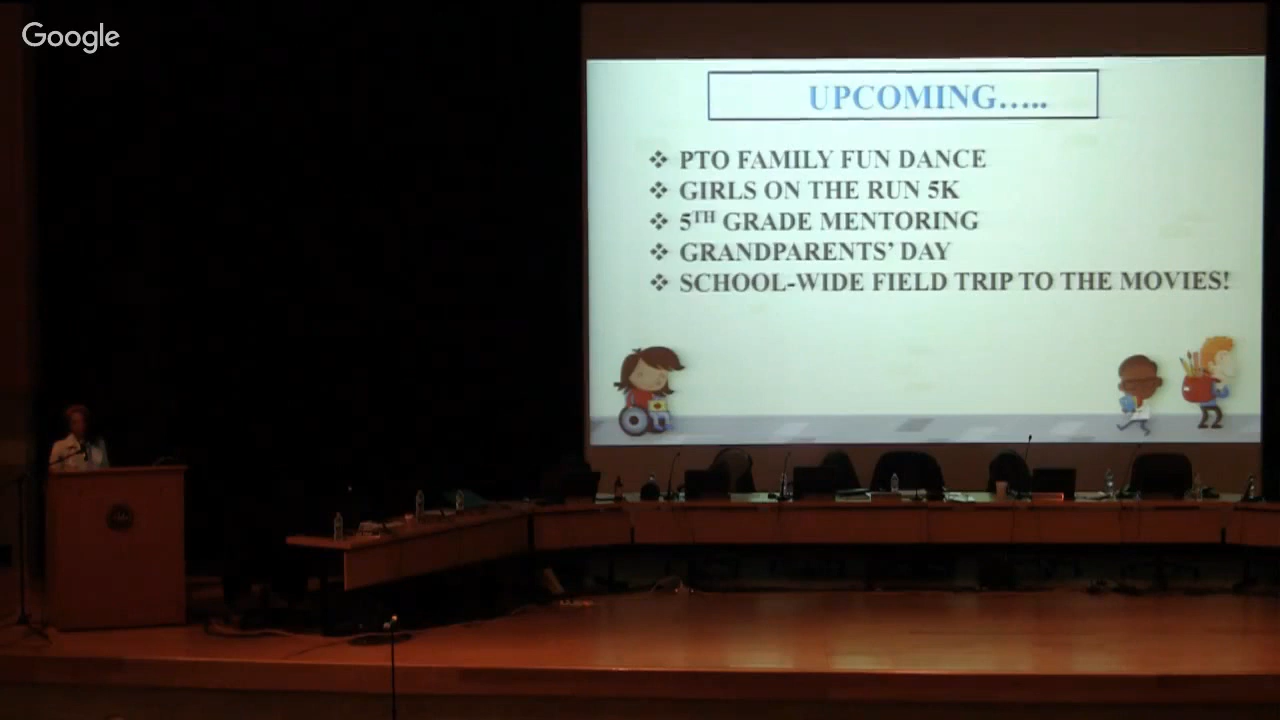 Google
UPCOMING.....
❖ PTO FAMILY FUN DANCE
❖ GIRLS ON THE RUN 5K
❖ 5TH GRADE MENTORING
❖ GRANDPARENTS’ DAY
❖ SCHOOL-WIDE FIELD TRIP TO THE MOVIES!